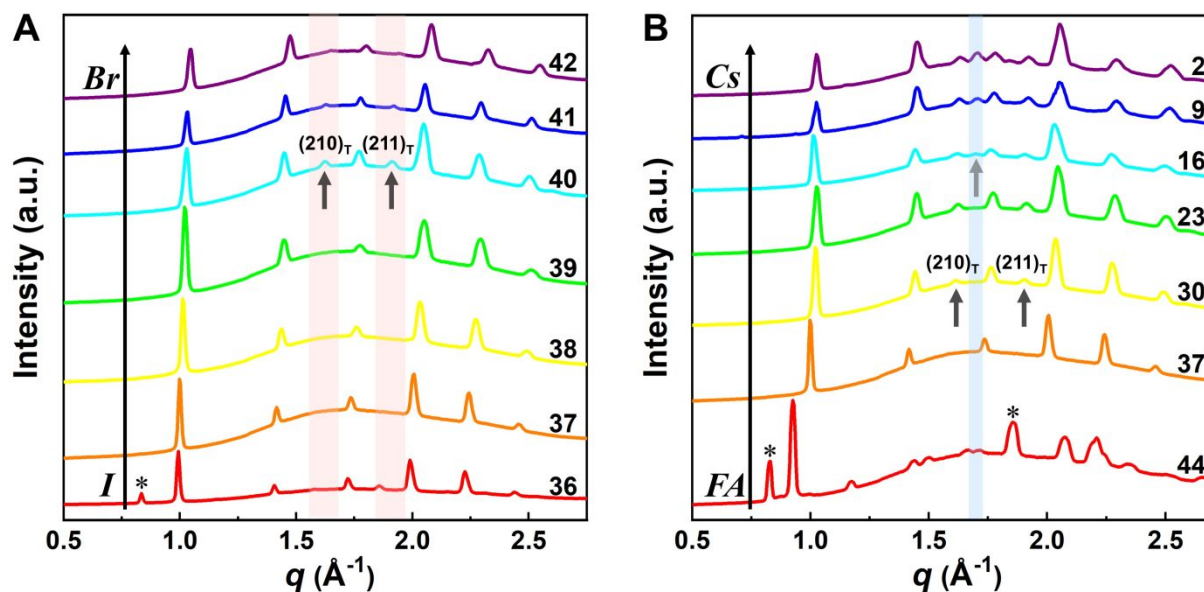 A
Br
42
41
(210)T (211)T
40
39
38
37
I * 36
0.5 1.0 1.5 2.0 2.5
q (Å-1)
Intensity (a.u.)
B
Cs
2
9
16
23
(210)T (211)T
30
37
* *
FA 44
0.5 1.0 1.5 2.0 2.5
q (Å-1)
Intensity (a.u.)